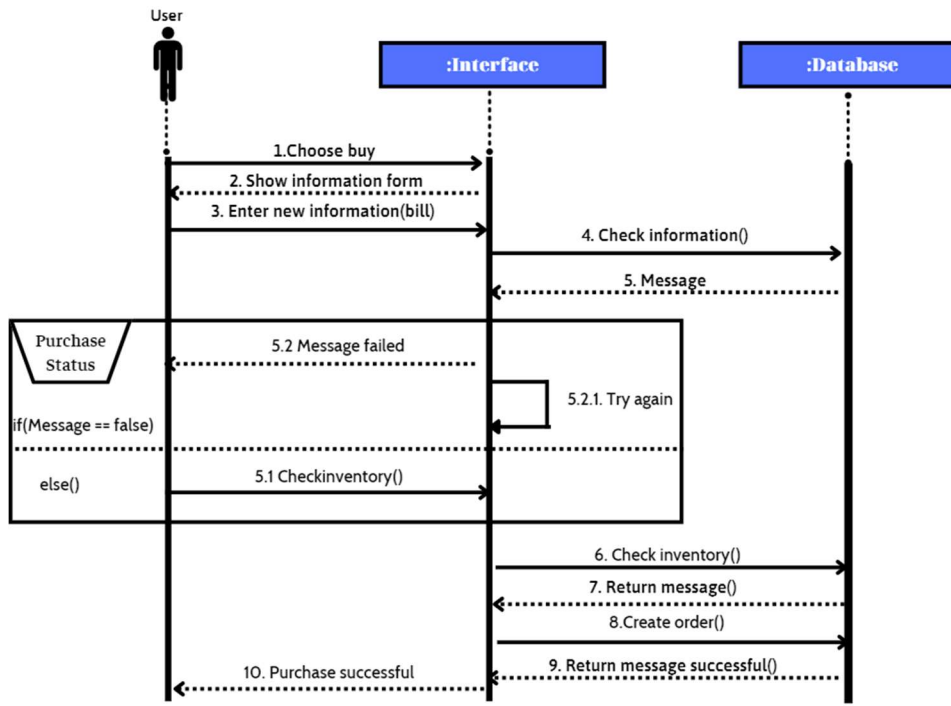 User
:Interface
:Database
1.Choose buy
2. Show information form
3. Enter new information(bill)
4. Check information()
5. Message
Purchase
Status
5.2 Message failed
5.2.1. Try again
if(Message == false)
5.1 Checkinventory()
else()
6. Check inventory()
7. Return message()
8.Create order()
9. Return message successful()
10. Purchase successful